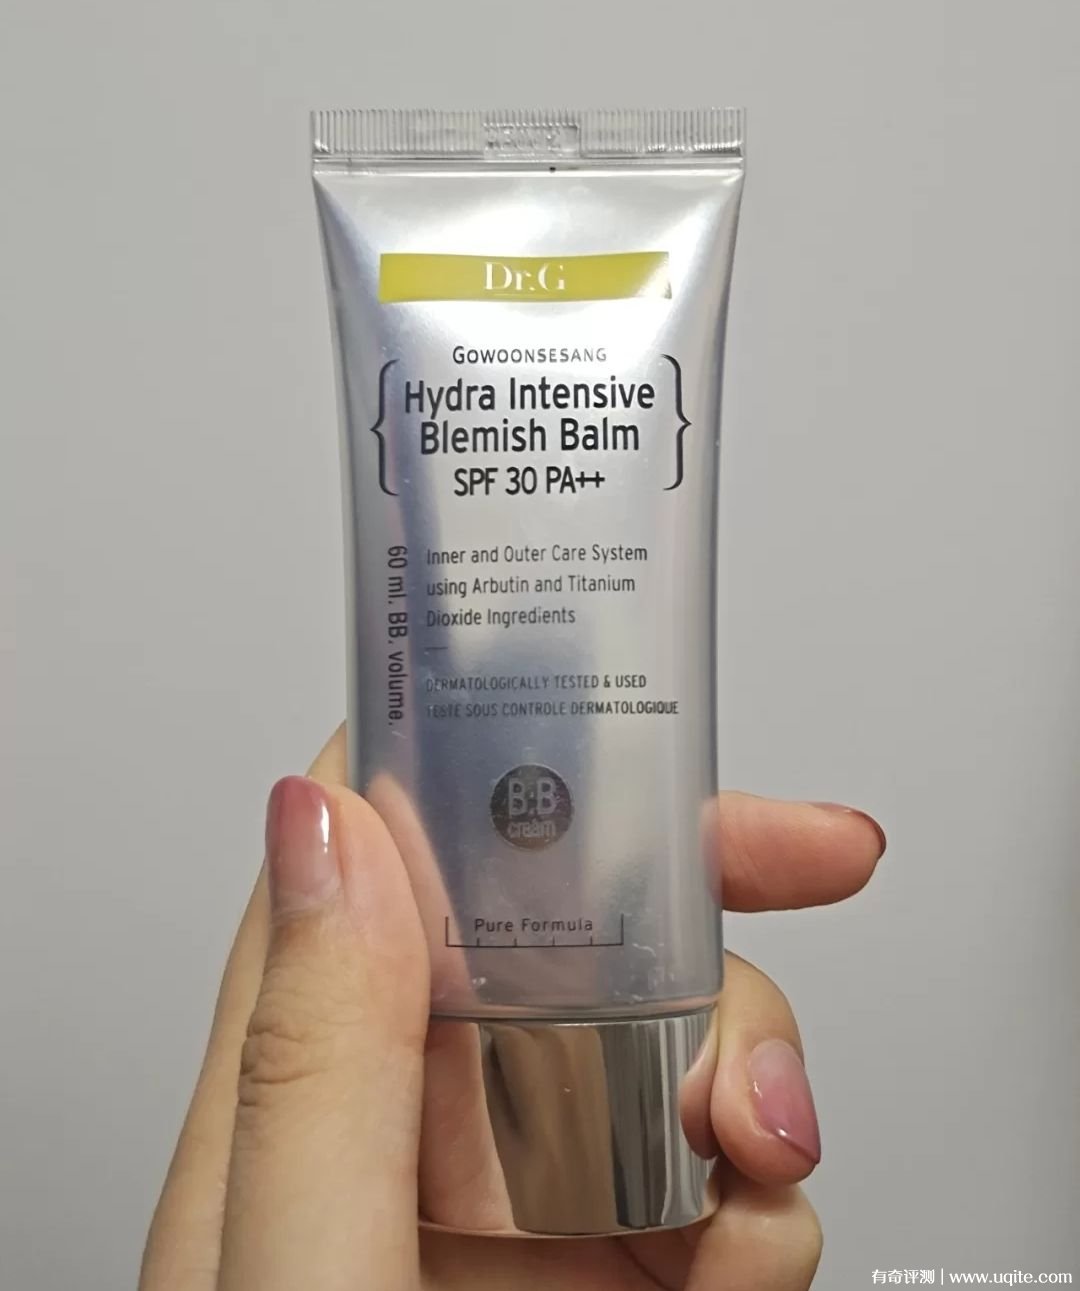 Dr.G
GOWOONSESANG
Hydra Intensive
Blemish Balm
SPF 30 PA++
60 ml. BB. volume.
Inner and Outer Care System
using Arbutin and Titanium
Dioxide Ingredients
DERMATOLOGICALLY TESTED & USED
TESTE SOUS CONTROLE DERMATOLOGIQUE
B:B
cream
Pure Formula
有奇评测 | www.uqite.com